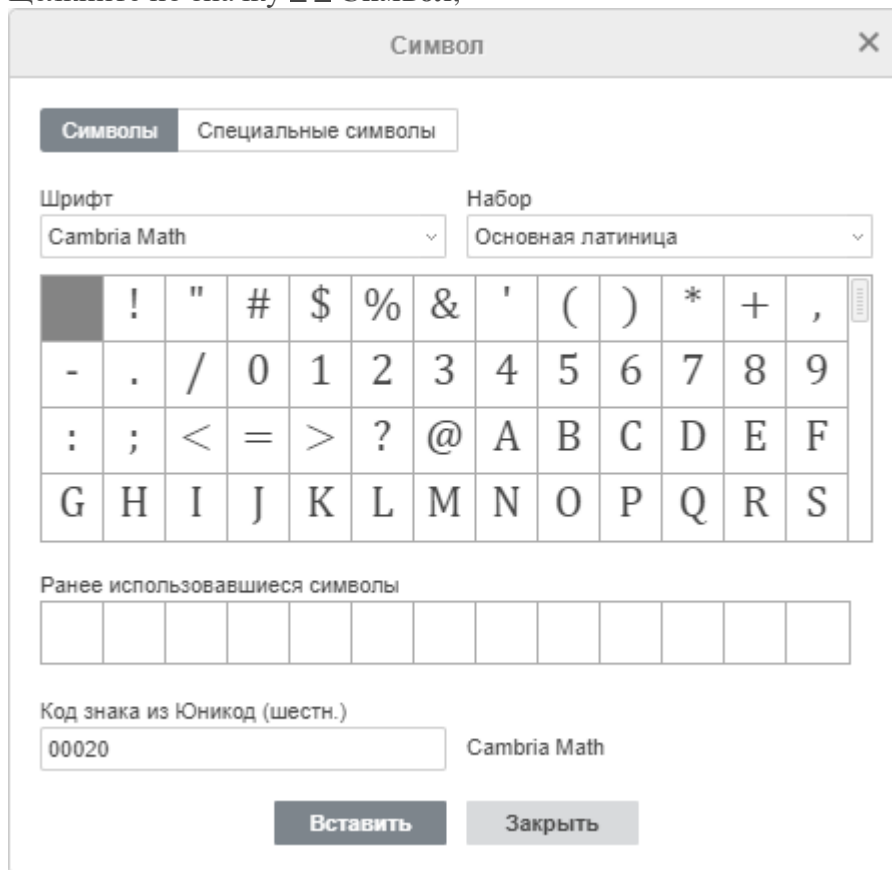 Символ
Символы Специальные символы
Шрифт Набор
Cambria Math Основная латиница
! " # $ % & ' ( ) * + ,
- . / 0 1 2 3 4 5 6 7 8 9
: ; < = > ? @ A B C D E F
G H I J K L M N O P Q R S
Ранее использовавшиеся символы
Код знака из Юникод (шестн.)
00020 Cambria Math
Вставить Закрыть